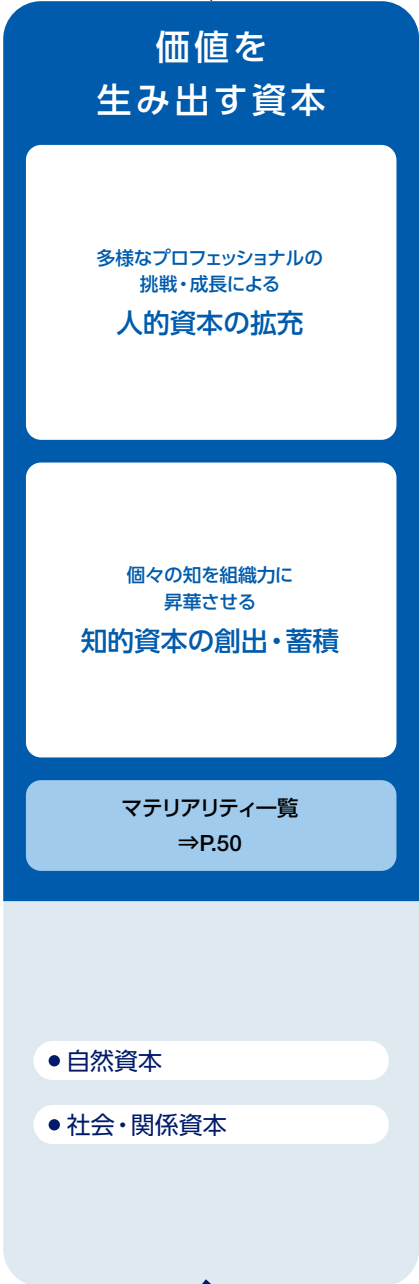 価値を
生み出す資本
多様なプロフェッショナルの
挑戦・成長による
人的資本の拡充
個々の知を組織力に
昇華させる
知的資本の創出・蓄積
マテリアリティ一覧
⇒P.50
● 自然資本
● 社会・関係資本